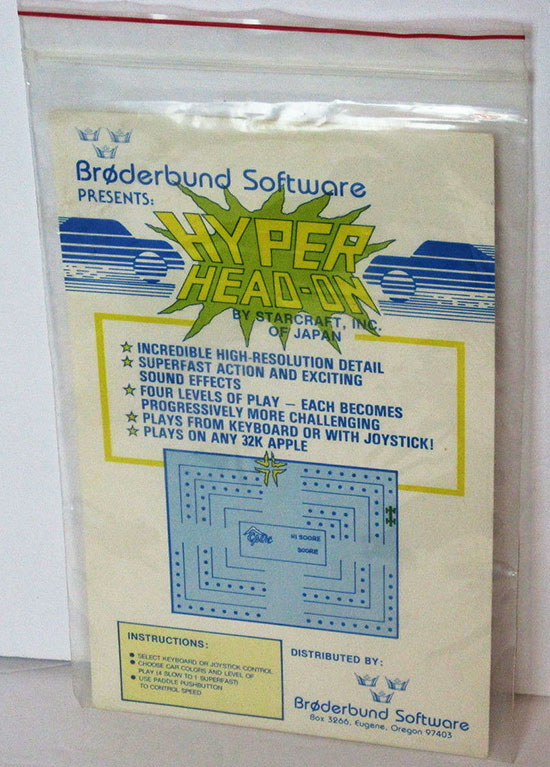 Brøderbund Software
PRESENTS:
HYPER
HEAD-ON
BY STARCRAFT, INC.
OF JAPAN
☆ INCREDIBLE HIGH-RESOLUTION DETAIL
☆ SUPERFAST ACTION AND EXCITING
SOUND EFFECTS
☆ FOUR LEVELS OF PLAY – EACH BECOMES
PROGRESSIVELY MORE CHALLENGING
☆ PLAYS FROM KEYBOARD OR WITH JOYSTICK!
☆ PLAYS ON ANY 32K APPLE
HI SCORE
SCORE
INSTRUCTIONS:
● SELECT KEYBOARD OR JOYSTICK CONTROL
● CHOOSE CAR COLORS AND LEVEL OF
PLAY (4 SLOW TO 1 SUPERFAST)
● USE PADDLE PUSHBUTTON
TO CONTROL SPEED
DISTRIBUTED BY:
Brøderbund Software
Box 3266, Eugene, Oregon 97403